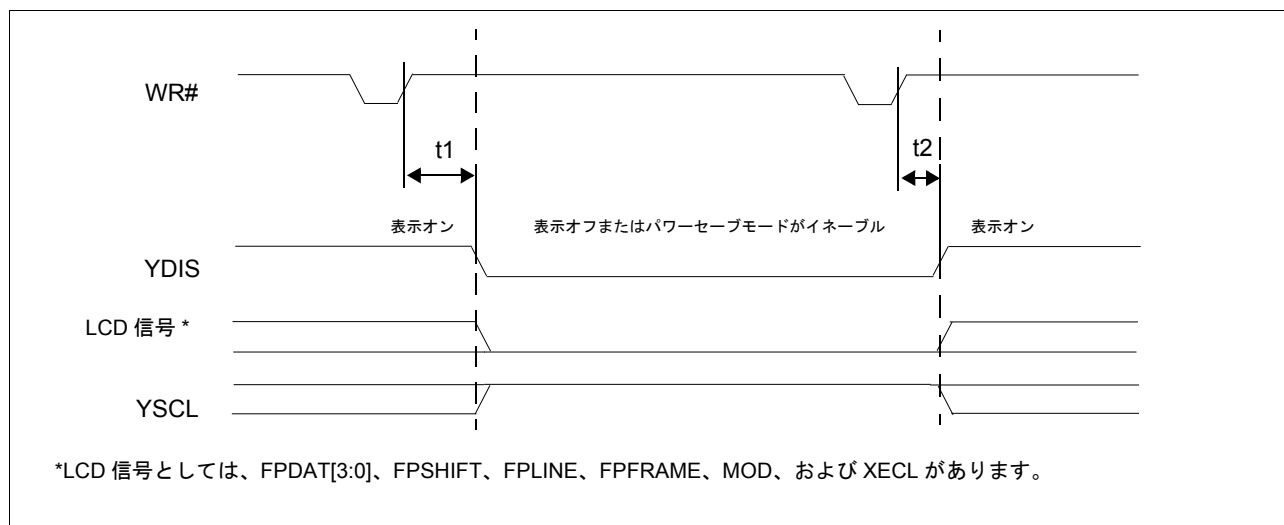 WR#
t1
t2
表示オン
表示オフまたはパワーセーブモードがイネーブル
表示オン
YDIS
LCD 信号 *
YSCL
*LCD 信号としては、FPDAT[3:0]、FPSHIFT、FPLINE、FPFRAME、MOD、および XECL があります。